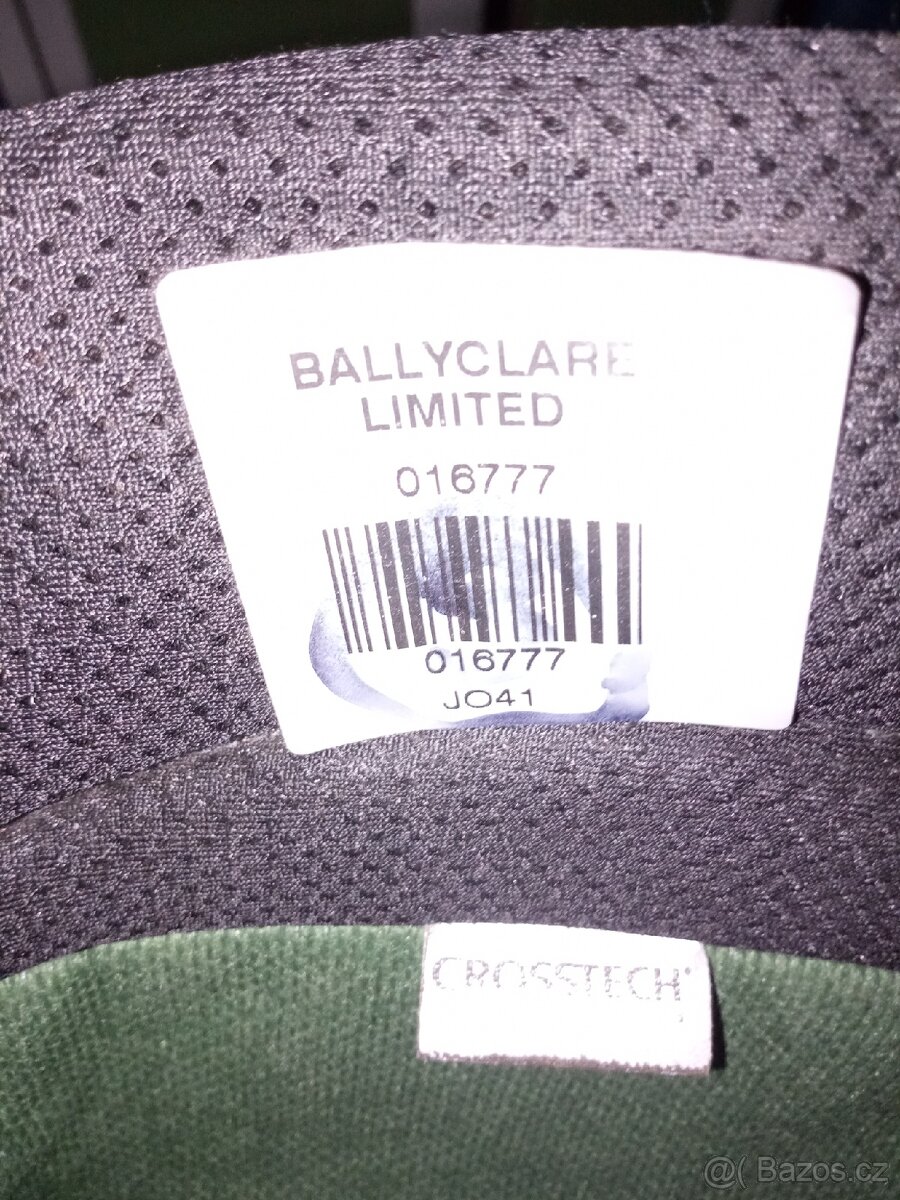 BALLYCLARE
LIMITED
016777
016777
JO41
CROSSTECH®
@( Bazos.cz